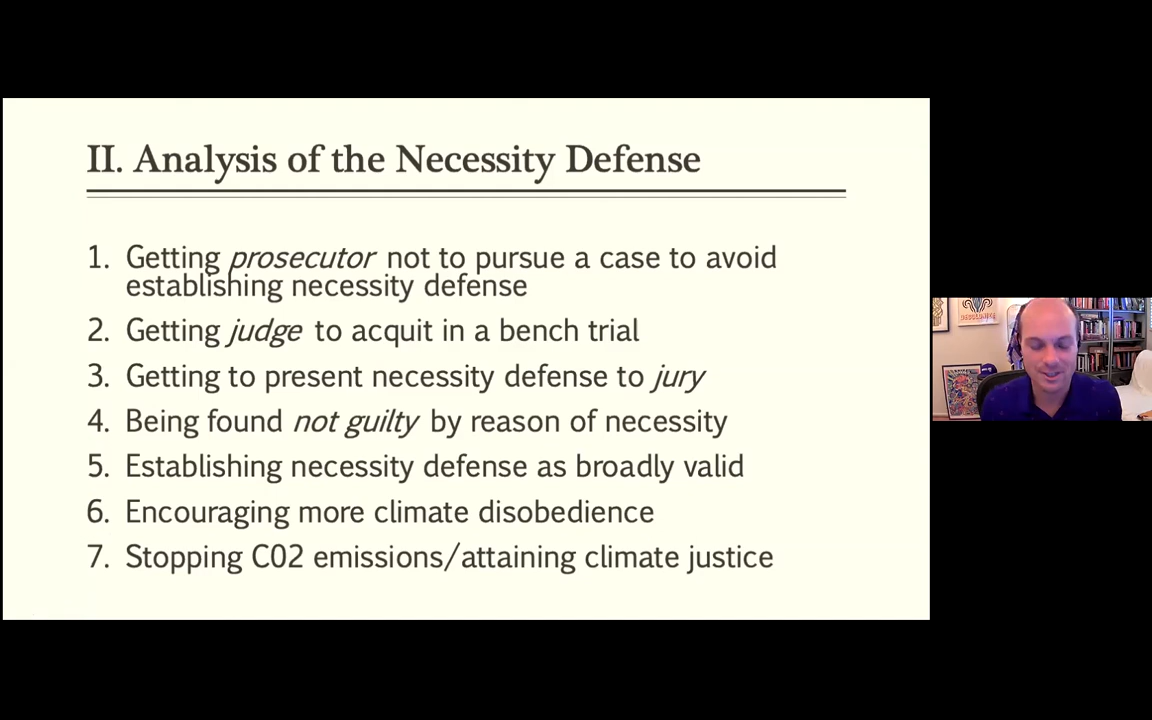 II. Analysis of the Necessity Defense
1. Getting prosecutor not to pursue a case to avoid
establishing necessity defense
2. Getting judge to acquit in a bench trial
3. Getting to present necessity defense to jury
4. Being found not guilty by reason of necessity
5. Establishing necessity defense as broadly valid
6. Encouraging more climate disobedience
7. Stopping C02 emissions/attaining climate justice